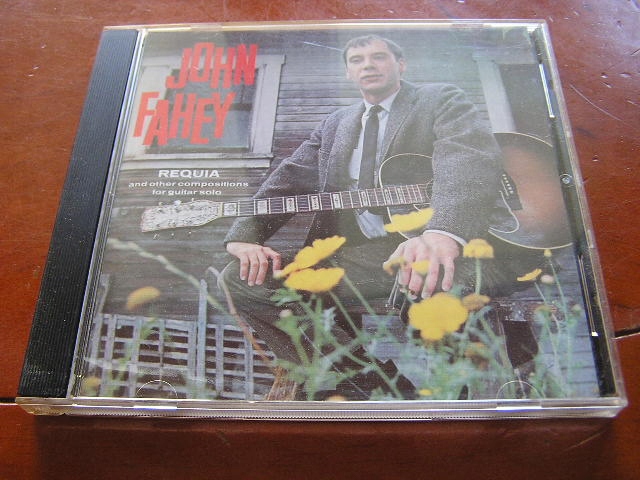 JOHN
FAHEY
REQUIA
and other compositions
for guitar solo